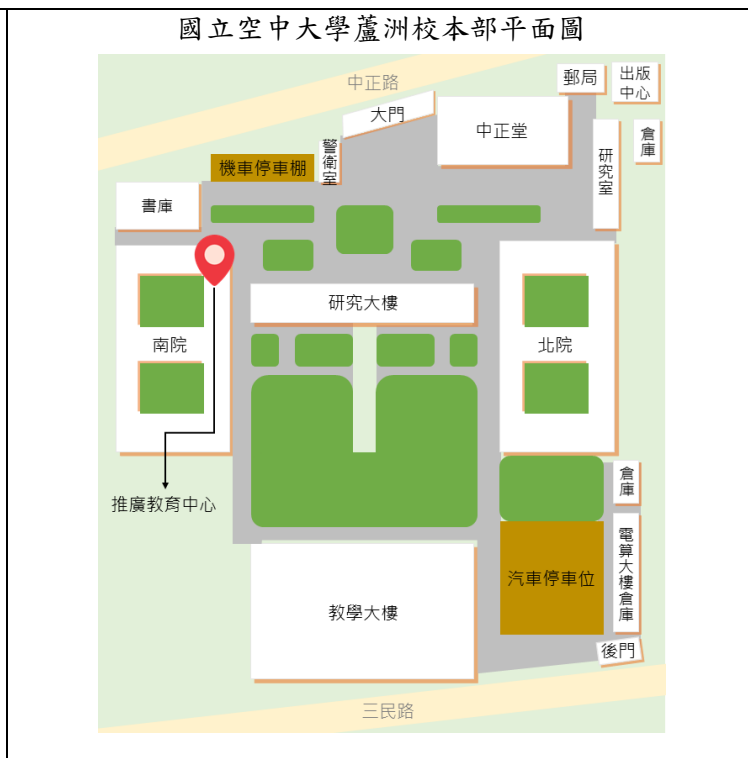 國立空中大學蘆洲校本部平面圖
中正路
郵局
出版
中心
大門
中正堂
倉庫
警衛室
機車停車棚
研究室
書庫
研究大樓
南院
北院
推廣教育中心
倉庫
電算大樓倉庫
汽車停車位
教學大樓
後門
三民路